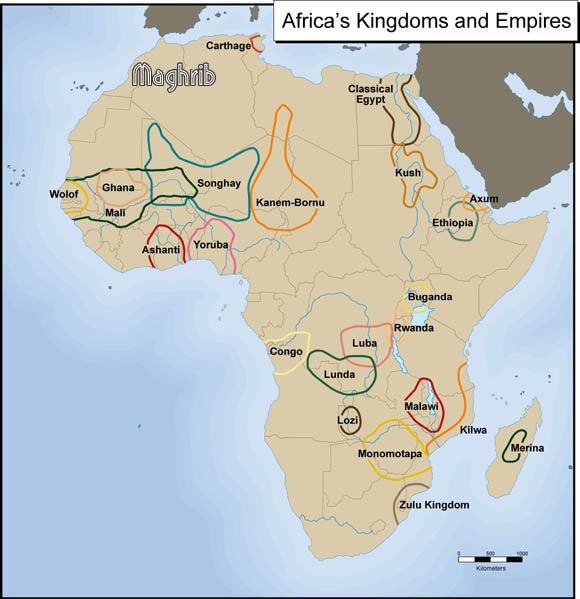 Africa's Kingdoms and Empires
Carthage
Maghrib
Classical
Egypt
Kush
Wolof
Ghana
Mali
Songhay
Kanem-Bornu
Axum
Ethiopia
Ashanti
Yoruba
Buganda
Rwanda
Congo
Luba
Lunda
Malawi
Lozi
Kilwa
Monomotapa
Merina
Zulu Kingdom
0 500 1000
Kilometers